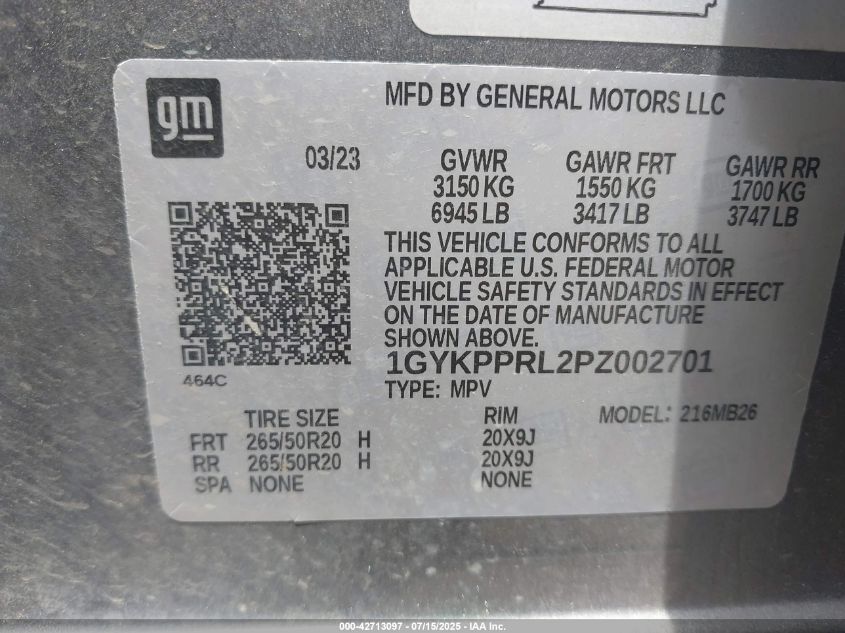 gm
MFD BY GENERAL MOTORS LLC
03/23
GVWR GAWR FRT GAWR RR
3150 KG 1550 KG 1700 KG
6945 LB 3417 LB 3747 LB
THIS VEHICLE CONFORMS TO ALL
APPLICABLE U.S. FEDERAL MOTOR
VEHICLE SAFETY STANDARDS IN EFFECT
ON THE DATE OF MANUFACTURE
SHOWN ABOVE.
1GYKPPRL2PZ002701
TYPE: MPV
464C
TIRE SIZE RIM MODEL: 216MB26
FRT 265/50R20 H 20X9J
RR 265/50R20 H 20X9J
SPA NONE NONE
000-42713097 - 07/15/2025 - IAA Inc.